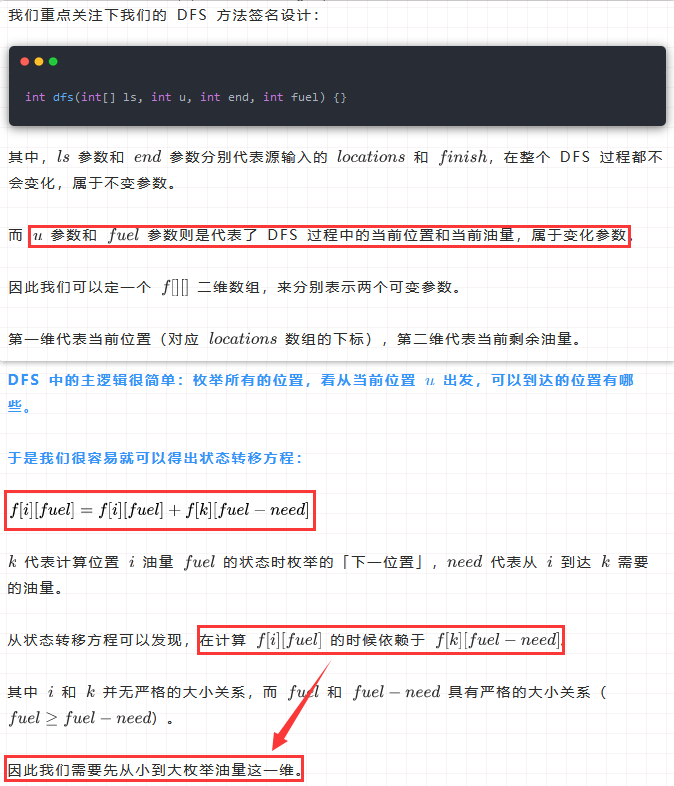 我们重点关注下我们的 DFS 方法签名设计：
int dfs(int[] ls, int u, int end, int fuel) {}
其中，ls 参数和 end 参数分别代表源输入的 locations 和 finish，在整个 DFS 过程都不
会变化，属于不变参数。
而 u 参数和 fuel 参数则是代表了 DFS 过程中的当前位置和当前油量，属于变化参数。
因此我们可以定一个 f[][] 二维数组，来分别表示两个可变参数。
第一维代表当前位置（对应 locations 数组的下标），第二维代表当前剩余油量。
DFS 中的主逻辑很简单：枚举所有的位置，看从当前位置 u 出发，可以到达的位置有哪
些。
于是我们很容易就可以得出状态转移方程：
f[i][fuel] = f[i][fuel] + f[k][fuel − need]
k 代表计算位置 i 油量 fuel 的状态时枚举的「下一位置」，need 代表从 i 到达 k 需要
的油量。
从状态转移方程可以发现，在计算 f[i][fuel] 的时候依赖于 f[k][fuel − need]。
其中 i 和 k 并无严格的大小关系，而 fuel 和 fuel − need 具有严格的大小关系（
fuel ≥ fuel − need）。
因此我们需要先从小到大枚举油量这一维。